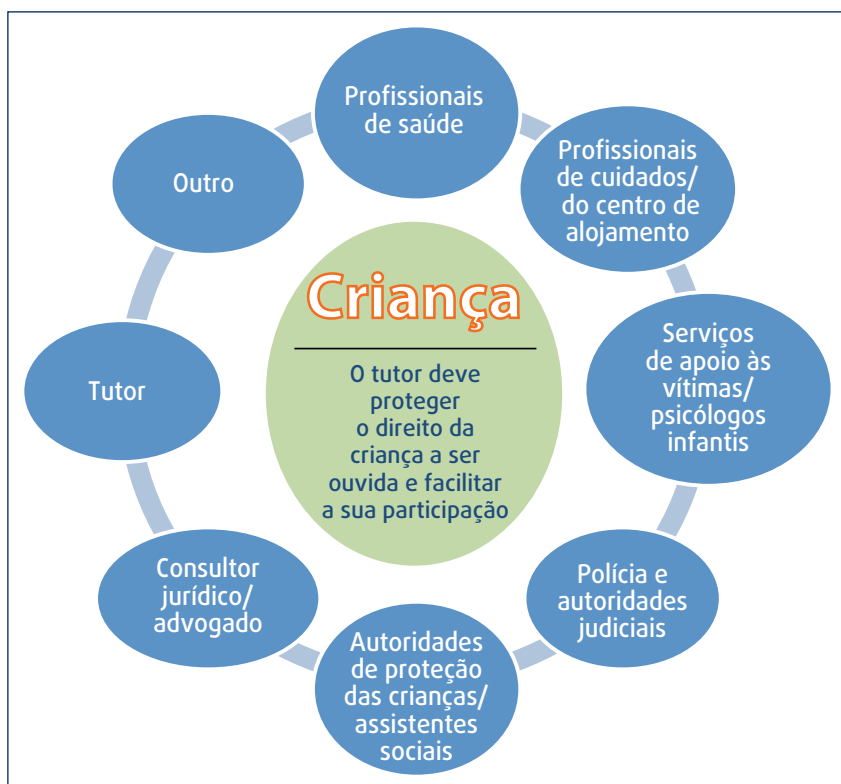 Profissionais
de saúde
Profissionais
de cuidados/
do centro de
alojamento
Serviços
de apoio às
vítimas/
psicólogos
infantis
Polícia e
autoridades
judiciais
Autoridades
de proteção
das crianças/
assistentes
sociais
Consultor
jurídico/
advogado
Tutor
Outro
Criança
O tutor deve
proteger
o direito da
criança a ser
ouvida e facilitar
a sua participação